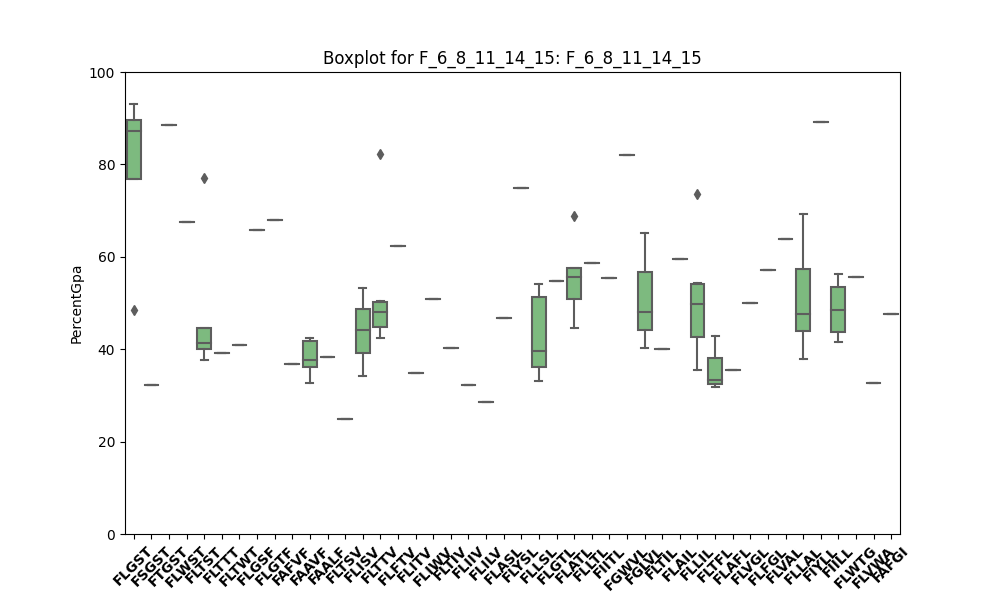 Boxplot for F_6_8_11_14_15: F_6_8_11_14_15
PercentGpa
100
80
60
40
20
0
FLGST
FSGST
FTGST
FLWST
FLTST
FLTTT
FLTWT
FLGSF
FLGTF
FAFVF
FAAVF
FAALF
FLTSV
FLISV
FLTTV
FLFTV
FLITV
FLIWV
FLTIV
FLIIV
FLILV
FLASL
FLYSL
FLLSL
FLGTL
FLATL
FLLTL
FIITL
FGWVL
FGLVL
FLTIL
FLAIL
FLLIL
FLTFL
FLAFL
FLVGL
FLFGL
FLVAL
FLLAL
FIYLL
FIILL
FLWTG
FLVWA
FAFGI